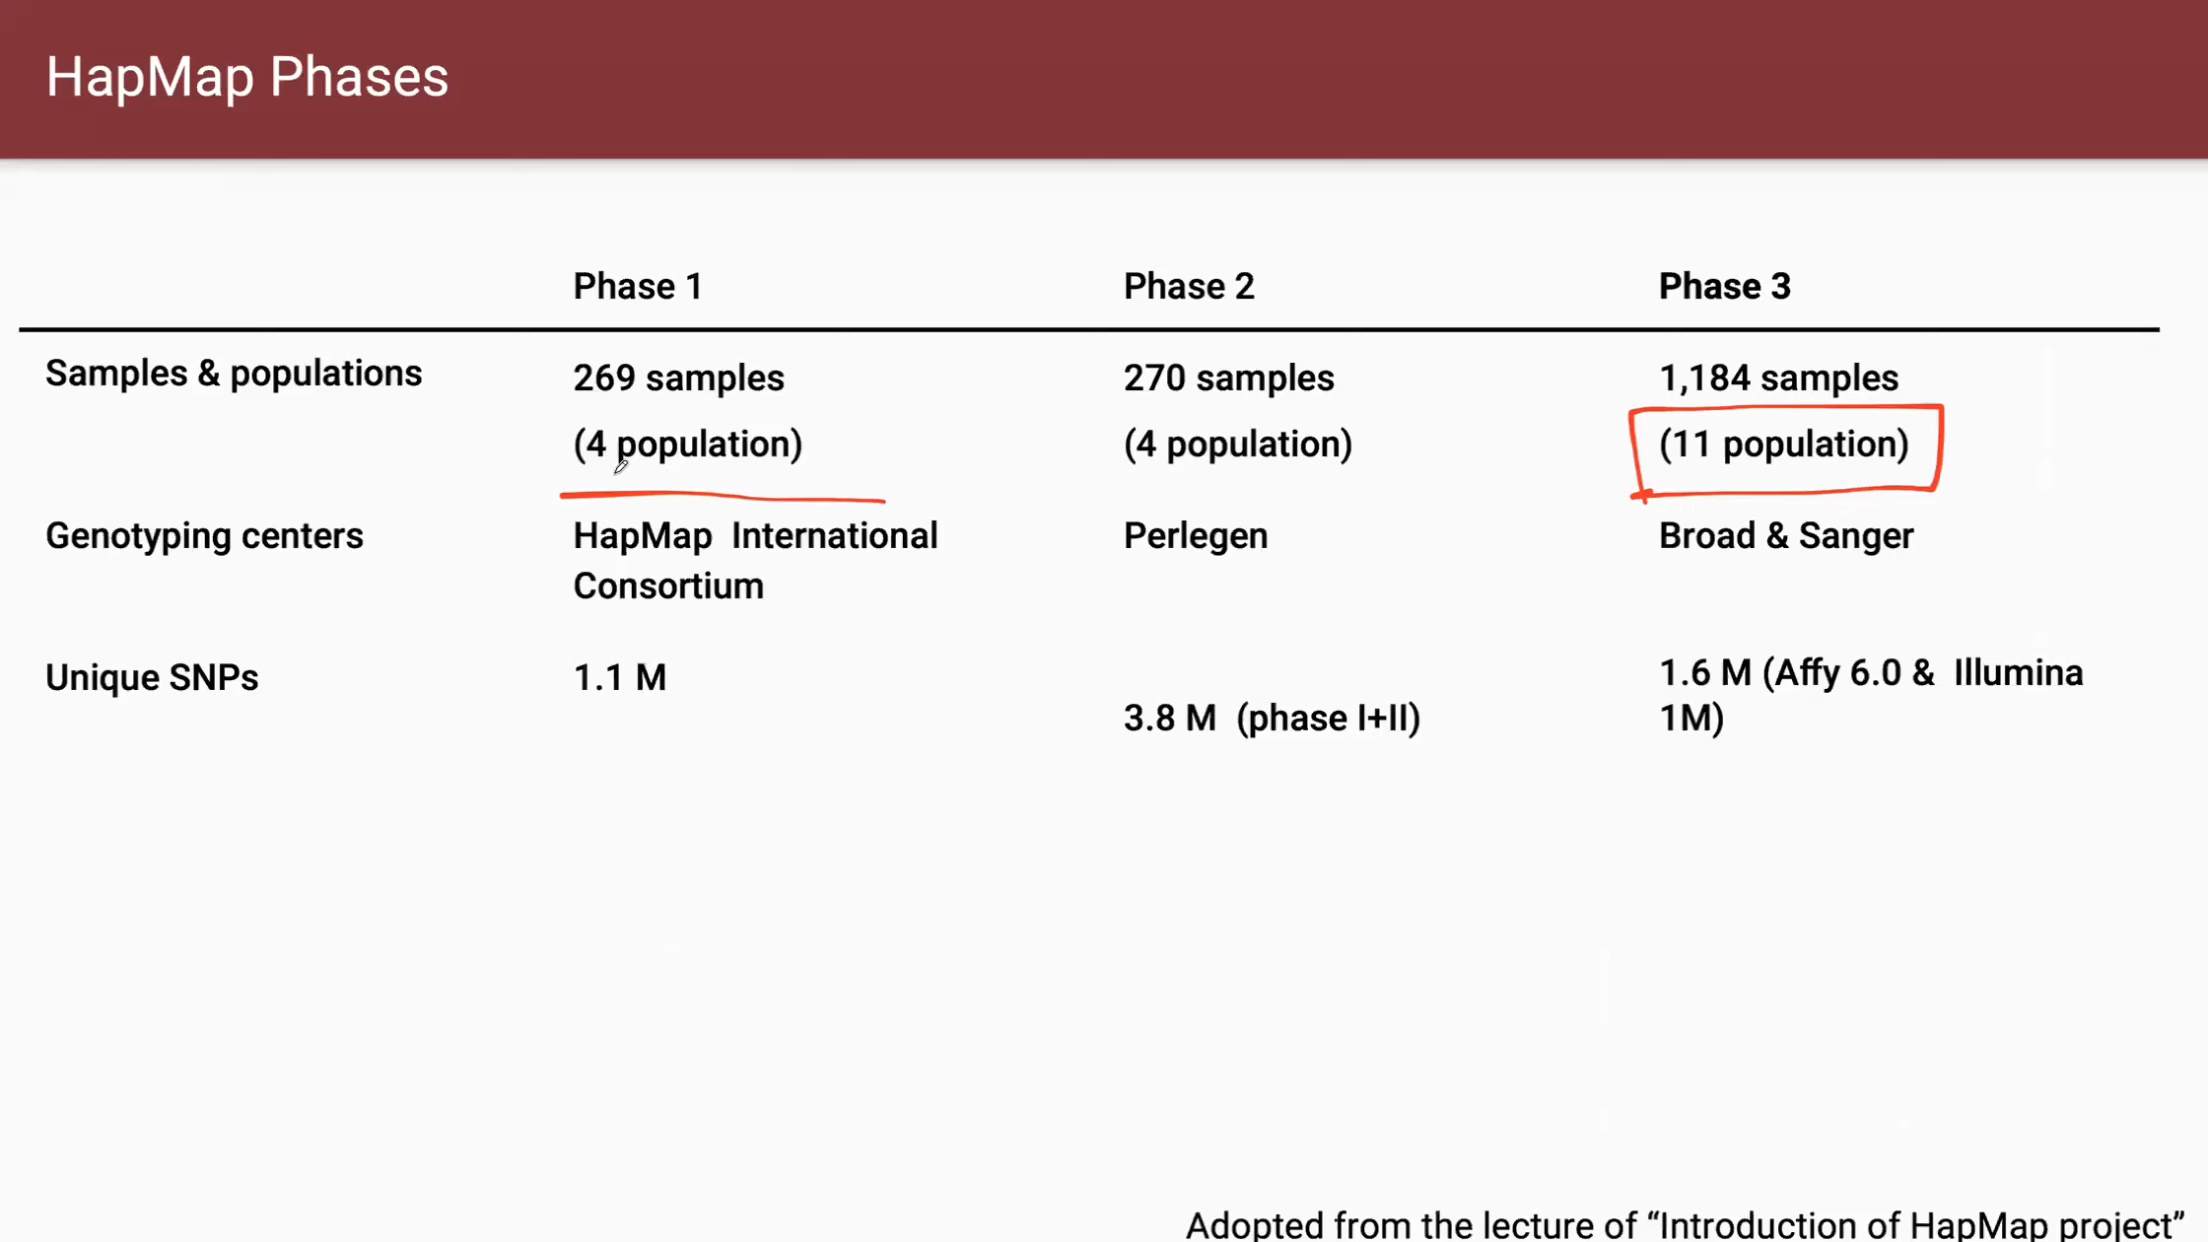 HapMap Phases
Phase 1 Phase 2 Phase 3
Samples & populations 269 samples 270 samples 1,184 samples
(4 population) (4 population) (11 population)
Genotyping centers HapMap International Perlegen Broad & Sanger
Consortium
Unique SNPs 1.1 M 1.6 M (Affy 6.0 & Illumina
3.8 M (phase I+II) 1M)
Adopted from the lecture of “Introduction of HapMap project”